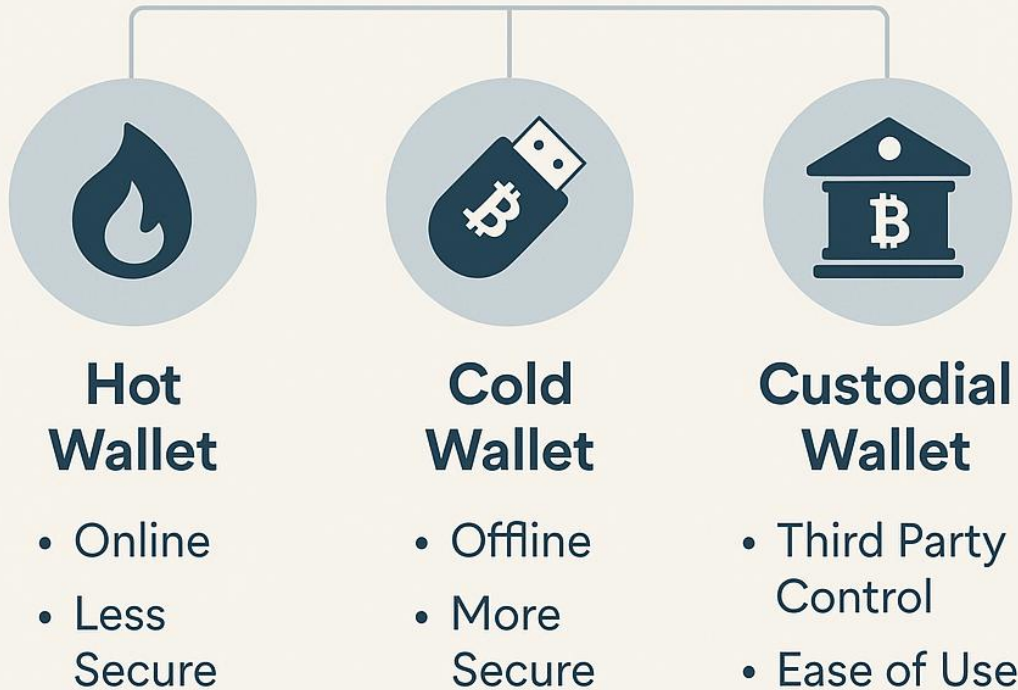 Hot
Wallet
• Online
• Less
Secure
Cold
Wallet
• Offline
• More
Secure
Custodial
Wallet
• Third Party
Control
• Ease of Use